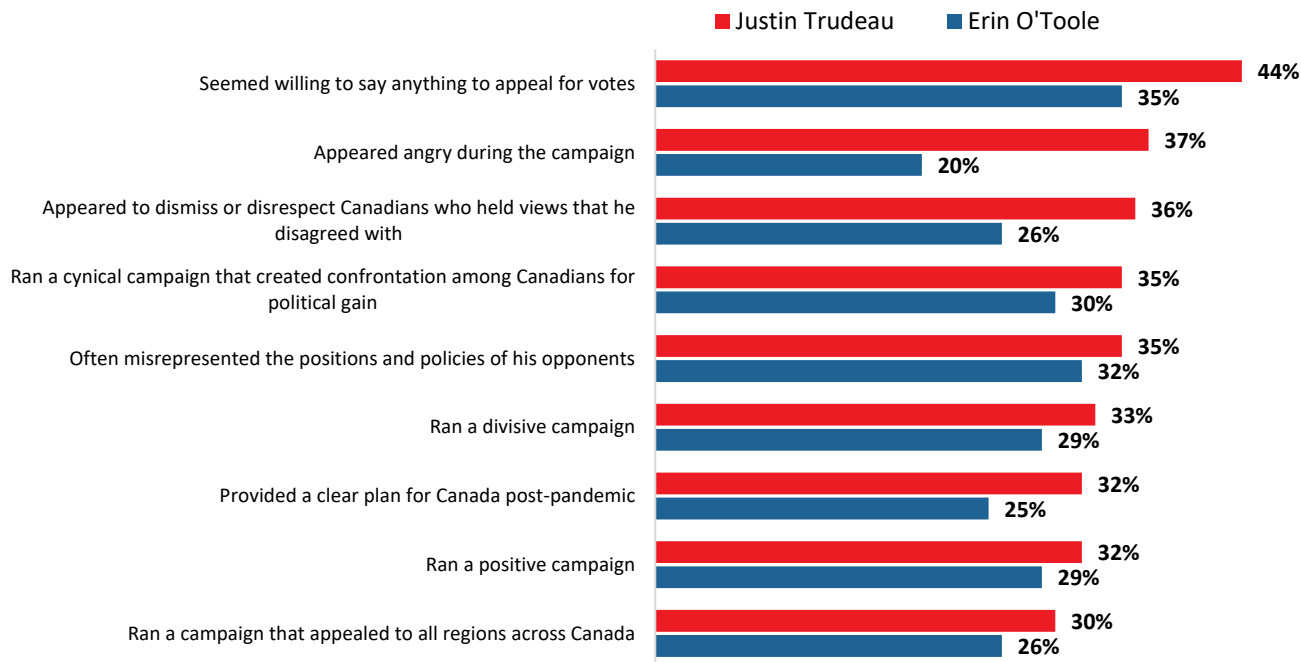 Justin Trudeau Erin O'Toole
Seemed willing to say anything to appeal for votes
44%
35%
Appeared angry during the campaign
37%
20%
Appeared to dismiss or disrespect Canadians who held views that he
disagreed with
36%
26%
Ran a cynical campaign that created confrontation among Canadians for
political gain
35%
30%
Often misrepresented the positions and policies of his opponents
35%
32%
Ran a divisive campaign
33%
29%
Provided a clear plan for Canada post-pandemic
32%
25%
Ran a positive campaign
32%
29%
Ran a campaign that appealed to all regions across Canada
30%
26%